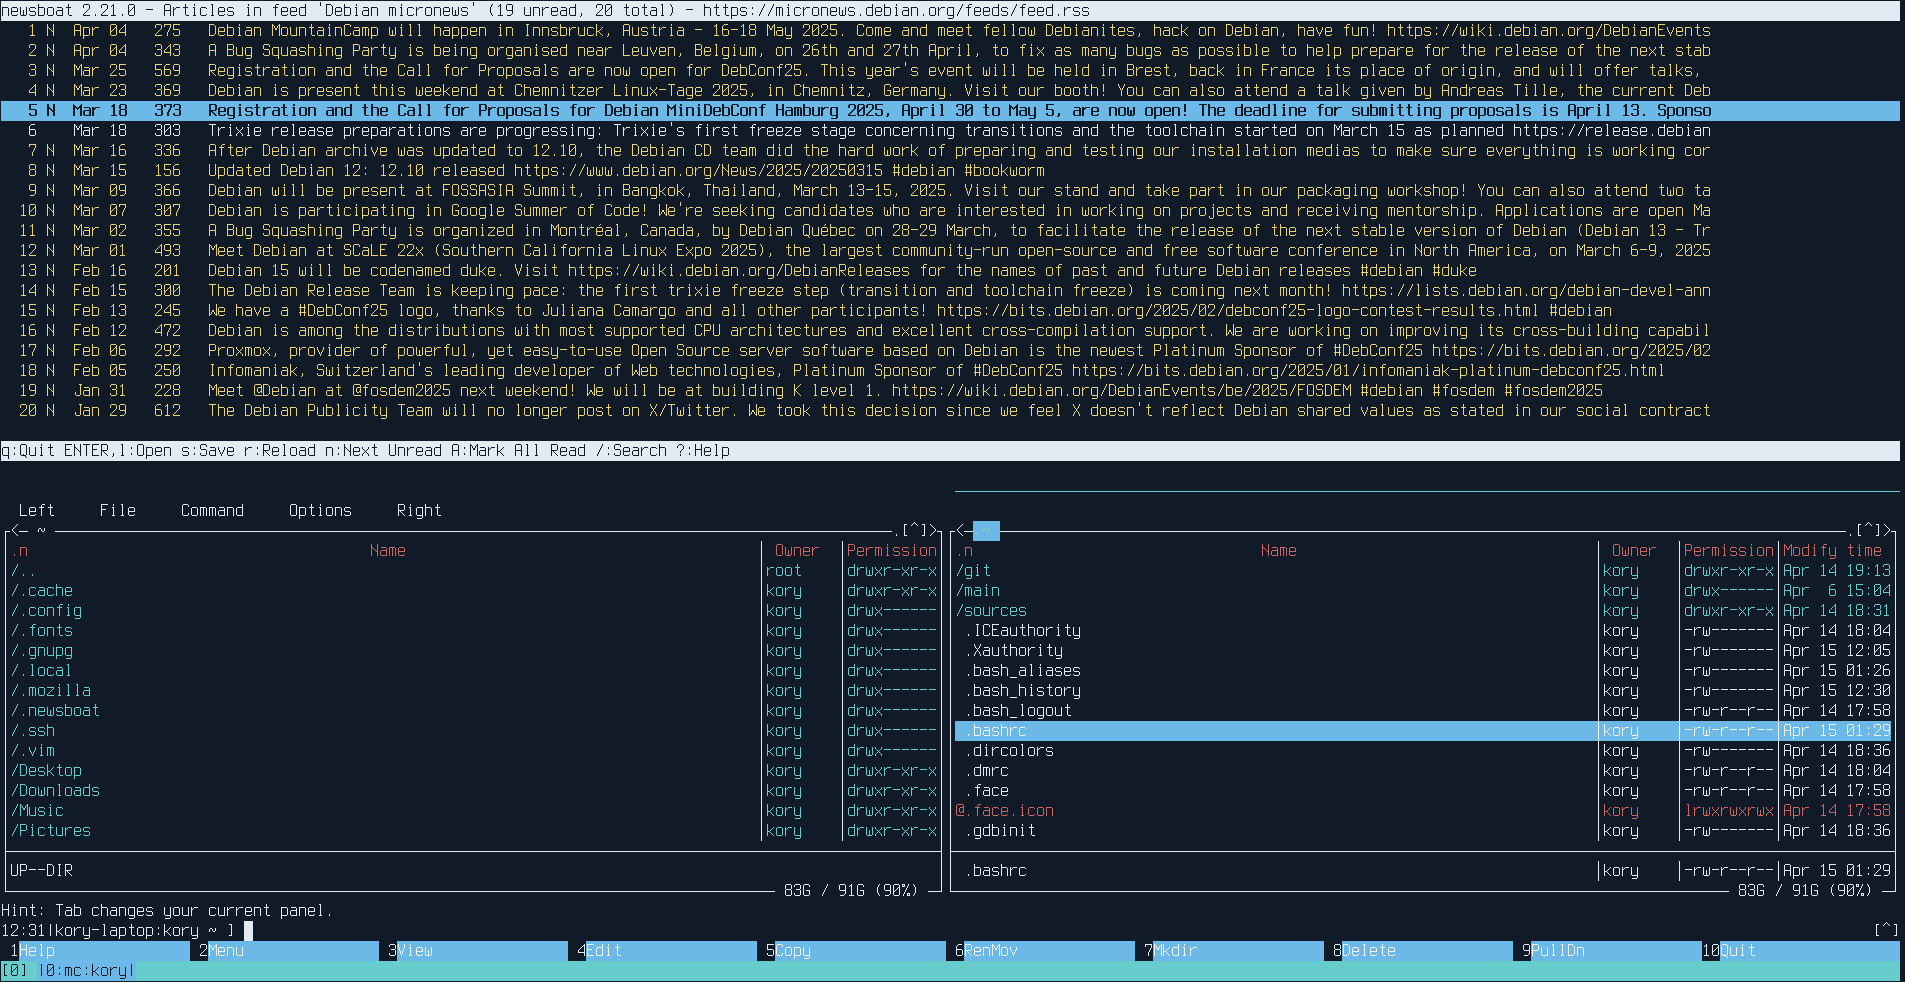 newsboat 2.21.0 - Articles in feed 'Debian micronews' (19 unread, 20 total) - https://micronews.debian.org/feeds/feed.rss
1 N Apr 04 275 Debian MountainCamp will happen in Innsbruck, Austria - 16-18 May 2025. Come and meet fellow Debianites, hack on Debian, have fun! https://wiki.debian.org/DebianEvents
2 N Apr 04 343 A Bug Squashing Party is being organised near Leuven, Belgium, on 26th and 27th April, to fix as many bugs as possible to help prepare for the release of the next stab
3 N Mar 25 569 Registration and the Call for Proposals are now open for DebConf25. This year's event will be held in Brest, back in France its place of origin, and will offer talks,
4 N Mar 23 369 Debian is present this weekend at Chemnitzer Linux-Tage 2025, in Chemnitz, Germany. Visit our booth! You can also attend a talk given by Andreas Tille, the current Deb
5 N Mar 18 373 Registration and the Call for Proposals for Debian MiniDebConf Hamburg 2025, April 30 to May 5, are now open! The deadline for submitting proposals is April 13. Sponso
6 Mar 18 303 Trixie release preparations are progressing: Trixie's first freeze stage concerning transitions and the toolchain started on March 15 as planned https://release.debian
7 N Mar 16 336 After Debian archive was updated to 12.10, the Debian CD team did the hard work of preparing and testing our installation medias to make sure everything is working cor
8 N Mar 15 156 Updated Debian 12: 12.10 released https://www.debian.org/News/2025/20250315 #debian #bookworm
9 N Mar 09 366 Debian will be present at FOSSASIA Summit, in Bangkok, Thailand, March 13-15, 2025. Visit our stand and take part in our packaging workshop! You can also attend two ta
10 N Mar 07 307 Debian is participating in Google Summer of Code! We're seeking candidates who are interested in working on projects and receiving mentorship. Applications are open Ma
11 N Mar 02 355 A Bug Squashing Party is organized in Montréal, Canada, by Debian Québec on 28-29 March, to facilitate the release of the next stable version of Debian (Debian 13 - Tr
12 N Mar 01 493 Meet Debian at SCaLE 22x (Southern California Linux Expo 2025), the largest community-run open-source and free software conference in North America, on March 6-9, 2025
13 N Feb 16 201 Debian 15 will be codenamed duke. Visit https://wiki.debian.org/DebianReleases for the names of past and future Debian releases #debian #duke
14 N Feb 15 300 The Debian Release Team is keeping pace: the first trixie freeze step (transition and toolchain freeze) is coming next month! https://lists.debian.org/debian-devel-ann
15 N Feb 13 245 We have a #DebConf25 logo, thanks to Juliana Camargo and all other participants! https://bits.debian.org/2025/02/debconf25-logo-contest-results.html #debian
16 N Feb 12 472 Debian is among the distributions with most supported CPU architectures and excellent cross-compilation support. We are working on improving its cross-building capabil
17 N Feb 06 292 Proxmox, provider of powerful, yet easy-to-use Open Source server software based on Debian is the newest Platinum Sponsor of #DebConf25 https://bits.debian.org/2025/02
18 N Feb 05 250 Infomaniak, Switzerland's leading developer of Web technologies, Platinum Sponsor of #DebConf25 https://bits.debian.org/2025/01/infomaniak-platinum-debconf25.html
19 N Jan 31 228 Meet @Debian at @fosdem2025 next weekend! We will be at building K level 1. https://wiki.debian.org/DebianEvents/be/2025/FOSDEM #debian #fosdem #fosdem2025
20 N Jan 29 612 The Debian Publicity Team will no longer post on X/Twitter. We took this decision since we feel X doesn't reflect Debian shared values as stated in our social contract
q:Quit ENTER,l:Open s:Save r:Reload n:Next Unread A:Mark All Read /:Search ?:Help
Left File Command Options Right
<- ~ .[^]>
.n Name Owner Permission
/.. root drwxr-xr-x
/.cache kory drwxr-xr-x
/.config kory drwx------
/.fonts kory drwx------
/.gnupg kory drwx------
/.local kory drwx------
/.mozilla kory drwx------
/.newsboat kory drwx------
/.ssh kory drwx------
/.vim kory drwx------
/Desktop kory drwxr-xr-x
/Downloads kory drwxr-xr-x
/Music kory drwxr-xr-x
/Pictures kory drwxr-xr-x
UP--DIR
83G / 91G (90%)
<- ~ .[^]>
.n Name Owner Permission Modify time
/git kory drwxr-xr-x Apr 14 19:13
/main kory drwx------ Apr 6 15:04
/sources kory drwxr-xr-x Apr 14 18:31
.ICEauthority kory -rw------- Apr 14 18:04
.Xauthority kory -rw------- Apr 15 12:05
.bash_aliases kory -rw------- Apr 15 01:26
.bash_history kory -rw------- Apr 15 12:30
.bash_logout kory -rw-r--r-- Apr 14 17:58
.bashrc kory -rw-r--r-- Apr 15 01:29
.dircolors kory -rw------- Apr 14 18:36
.dmrc kory -rw-r--r-- Apr 14 18:04
.face kory -rw-r--r-- Apr 14 17:58
@.face.icon kory lrwxrwxrwx Apr 14 17:58
.gdbinit kory -rw------- Apr 14 18:36
.bashrc kory -rw-r--r-- Apr 15 01:29
83G / 91G (90%)
Hint: Tab changes your current panel.
12:31|kory-laptop:kory ~ ] [^]
1Help 2Menu 3View 4Edit 5Copy 6RenMov 7Mkdir 8Delete 9PullDn 10Quit
[0] |0:mc:kory|